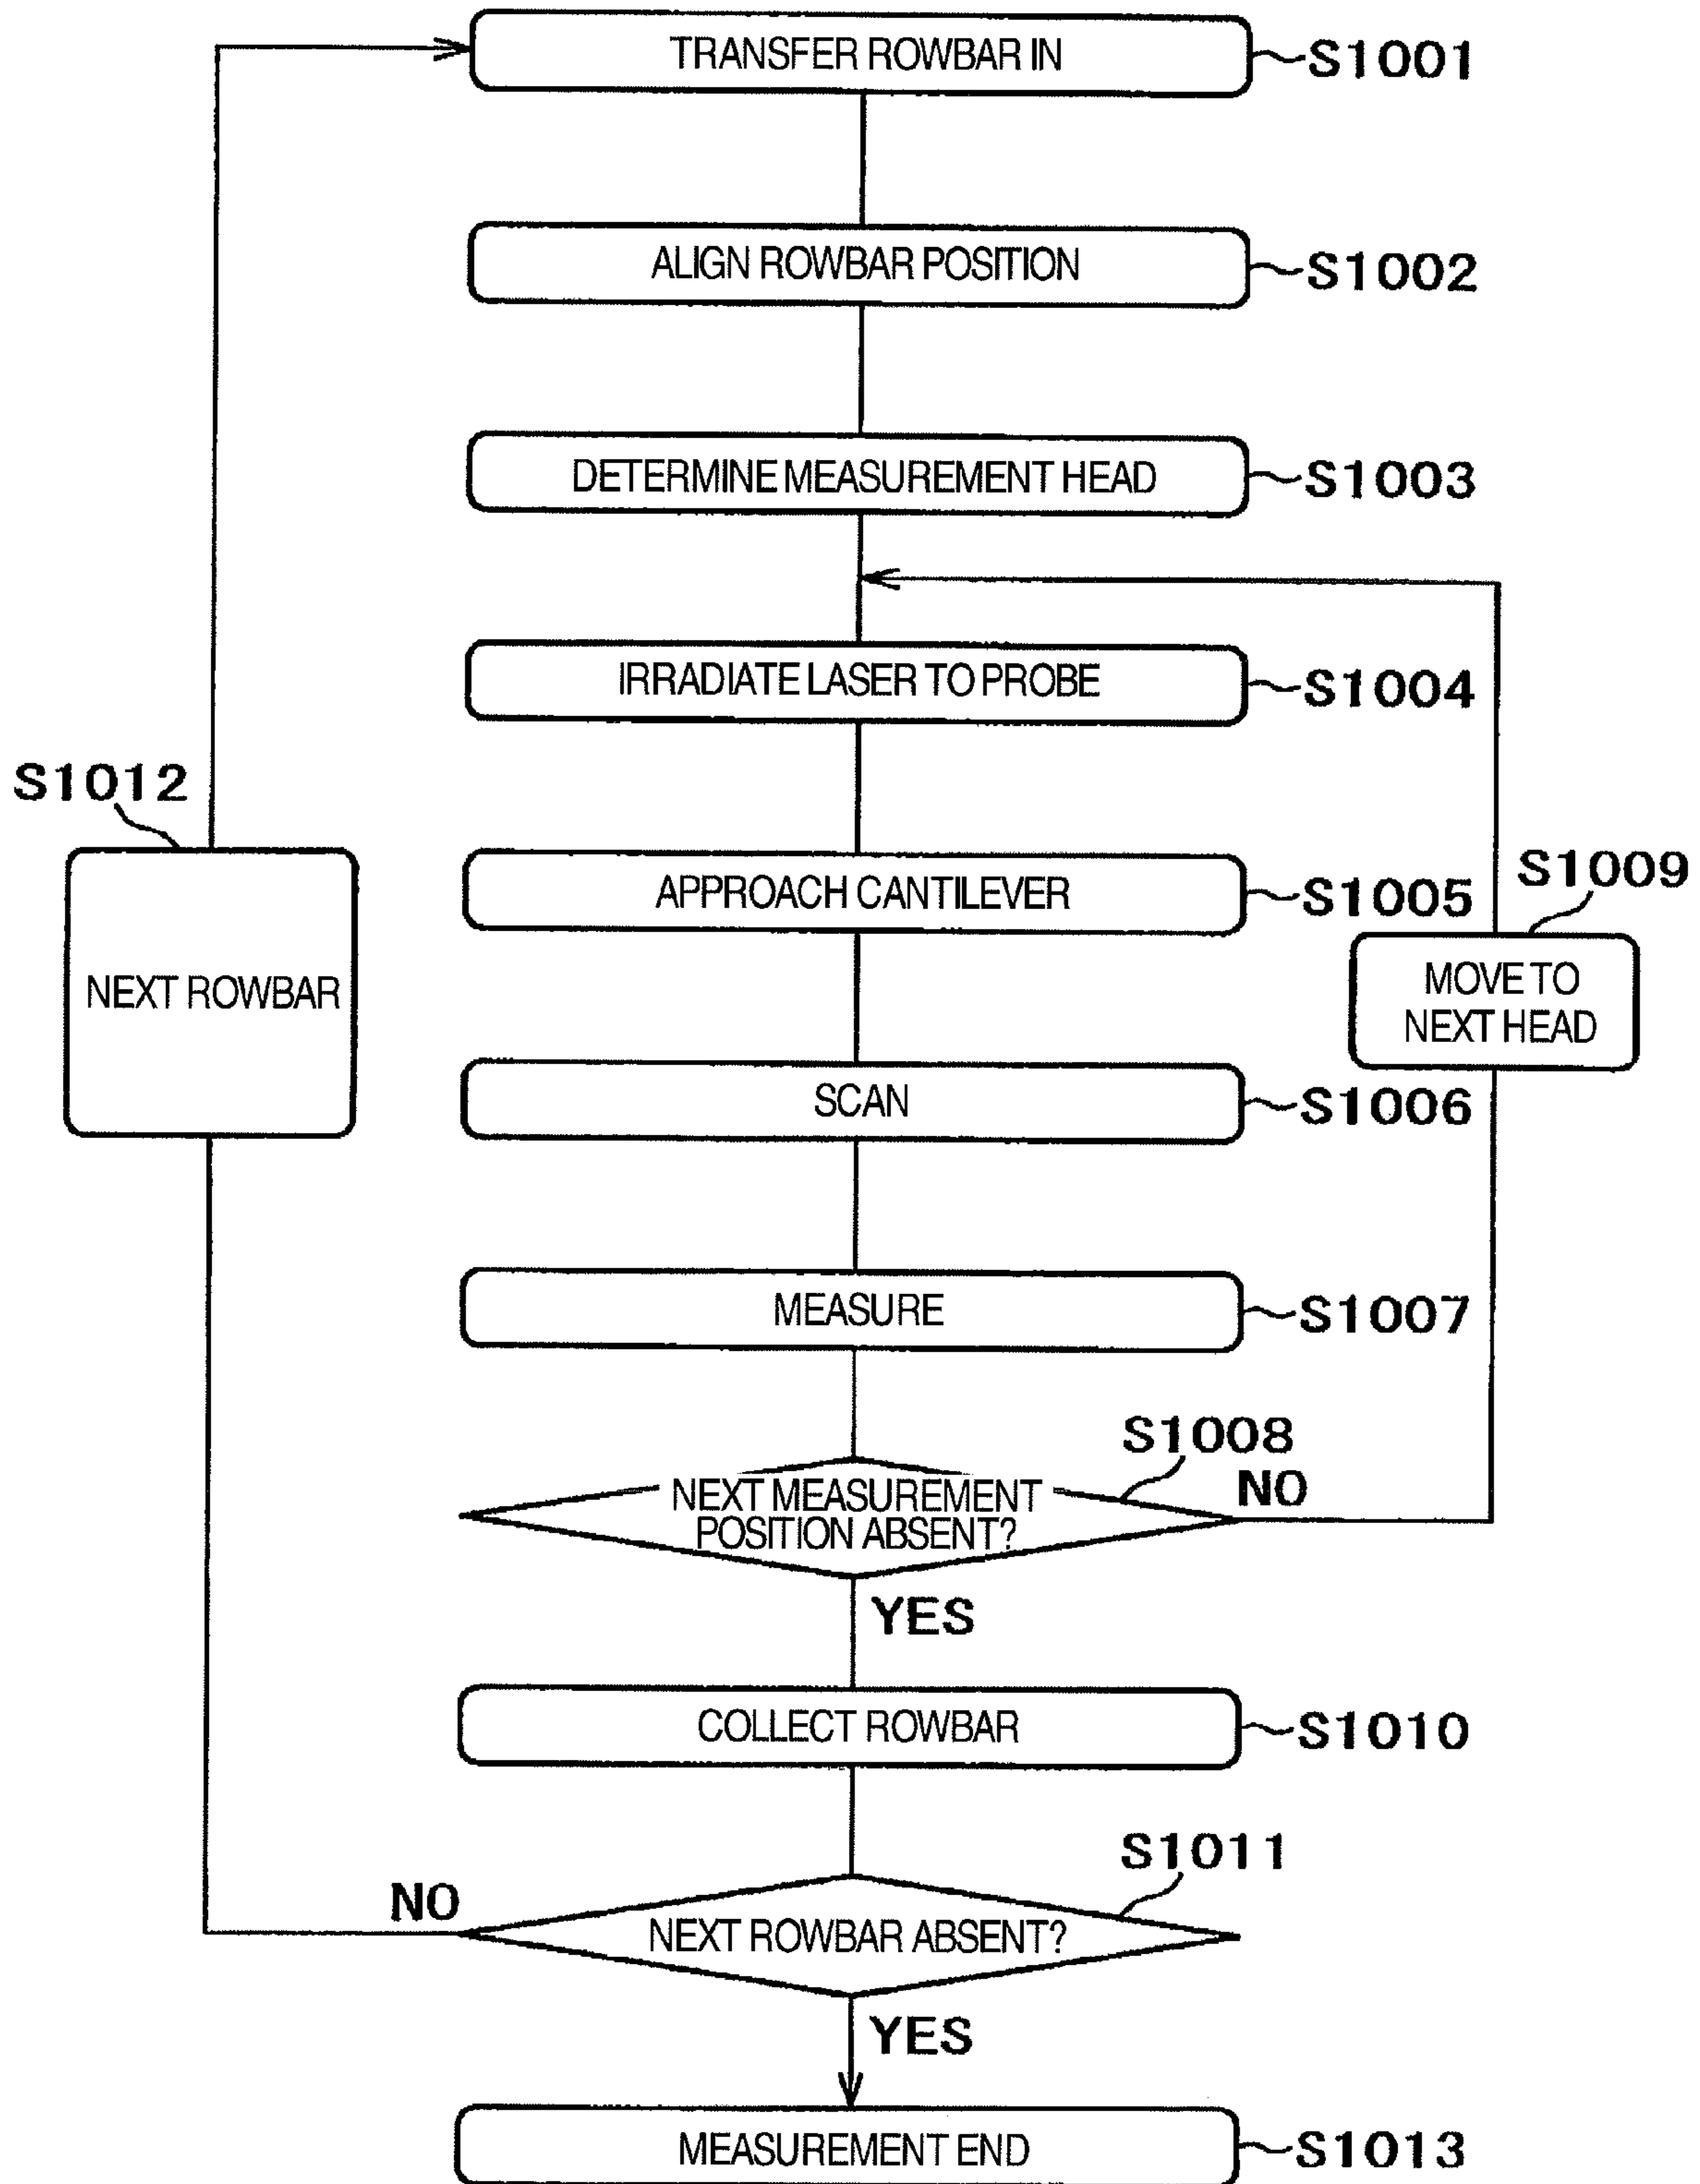 TRANSFER ROWBAR IN
S1001
ALIGN ROWBAR POSITION
S1002
DETERMINE MEASUREMENT HEAD
S1003
IRRADIATE LASER TO PROBE
S1004
S1012
NEXT ROWBAR
APPROACH CANTILEVER
S1005
S1009
MOVE TO
NEXT HEAD
SCAN
S1006
MEASURE
S1007
S1008
NEXT MEASUREMENT
POSITION ABSENT?
NO
YES
COLLECT ROWBAR
S1010
S1011
NO
NEXT ROWBAR ABSENT?
YES
MEASUREMENT END
S1013